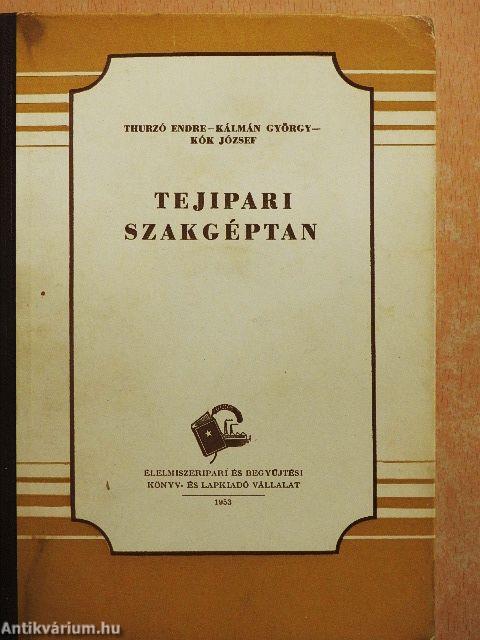 THURZÓ ENDRE—KÁLMÁN GYÖRGY—
KÓK JÓZSEF
TEJIPARI
SZAKGÉPTAN
ÉLELMISZERIPARI ÉS BEGYŰJTÉSI
KÖNYV- ÉS LAPKIADÓ VÁLLALAT
1953
Antikvárium.hu